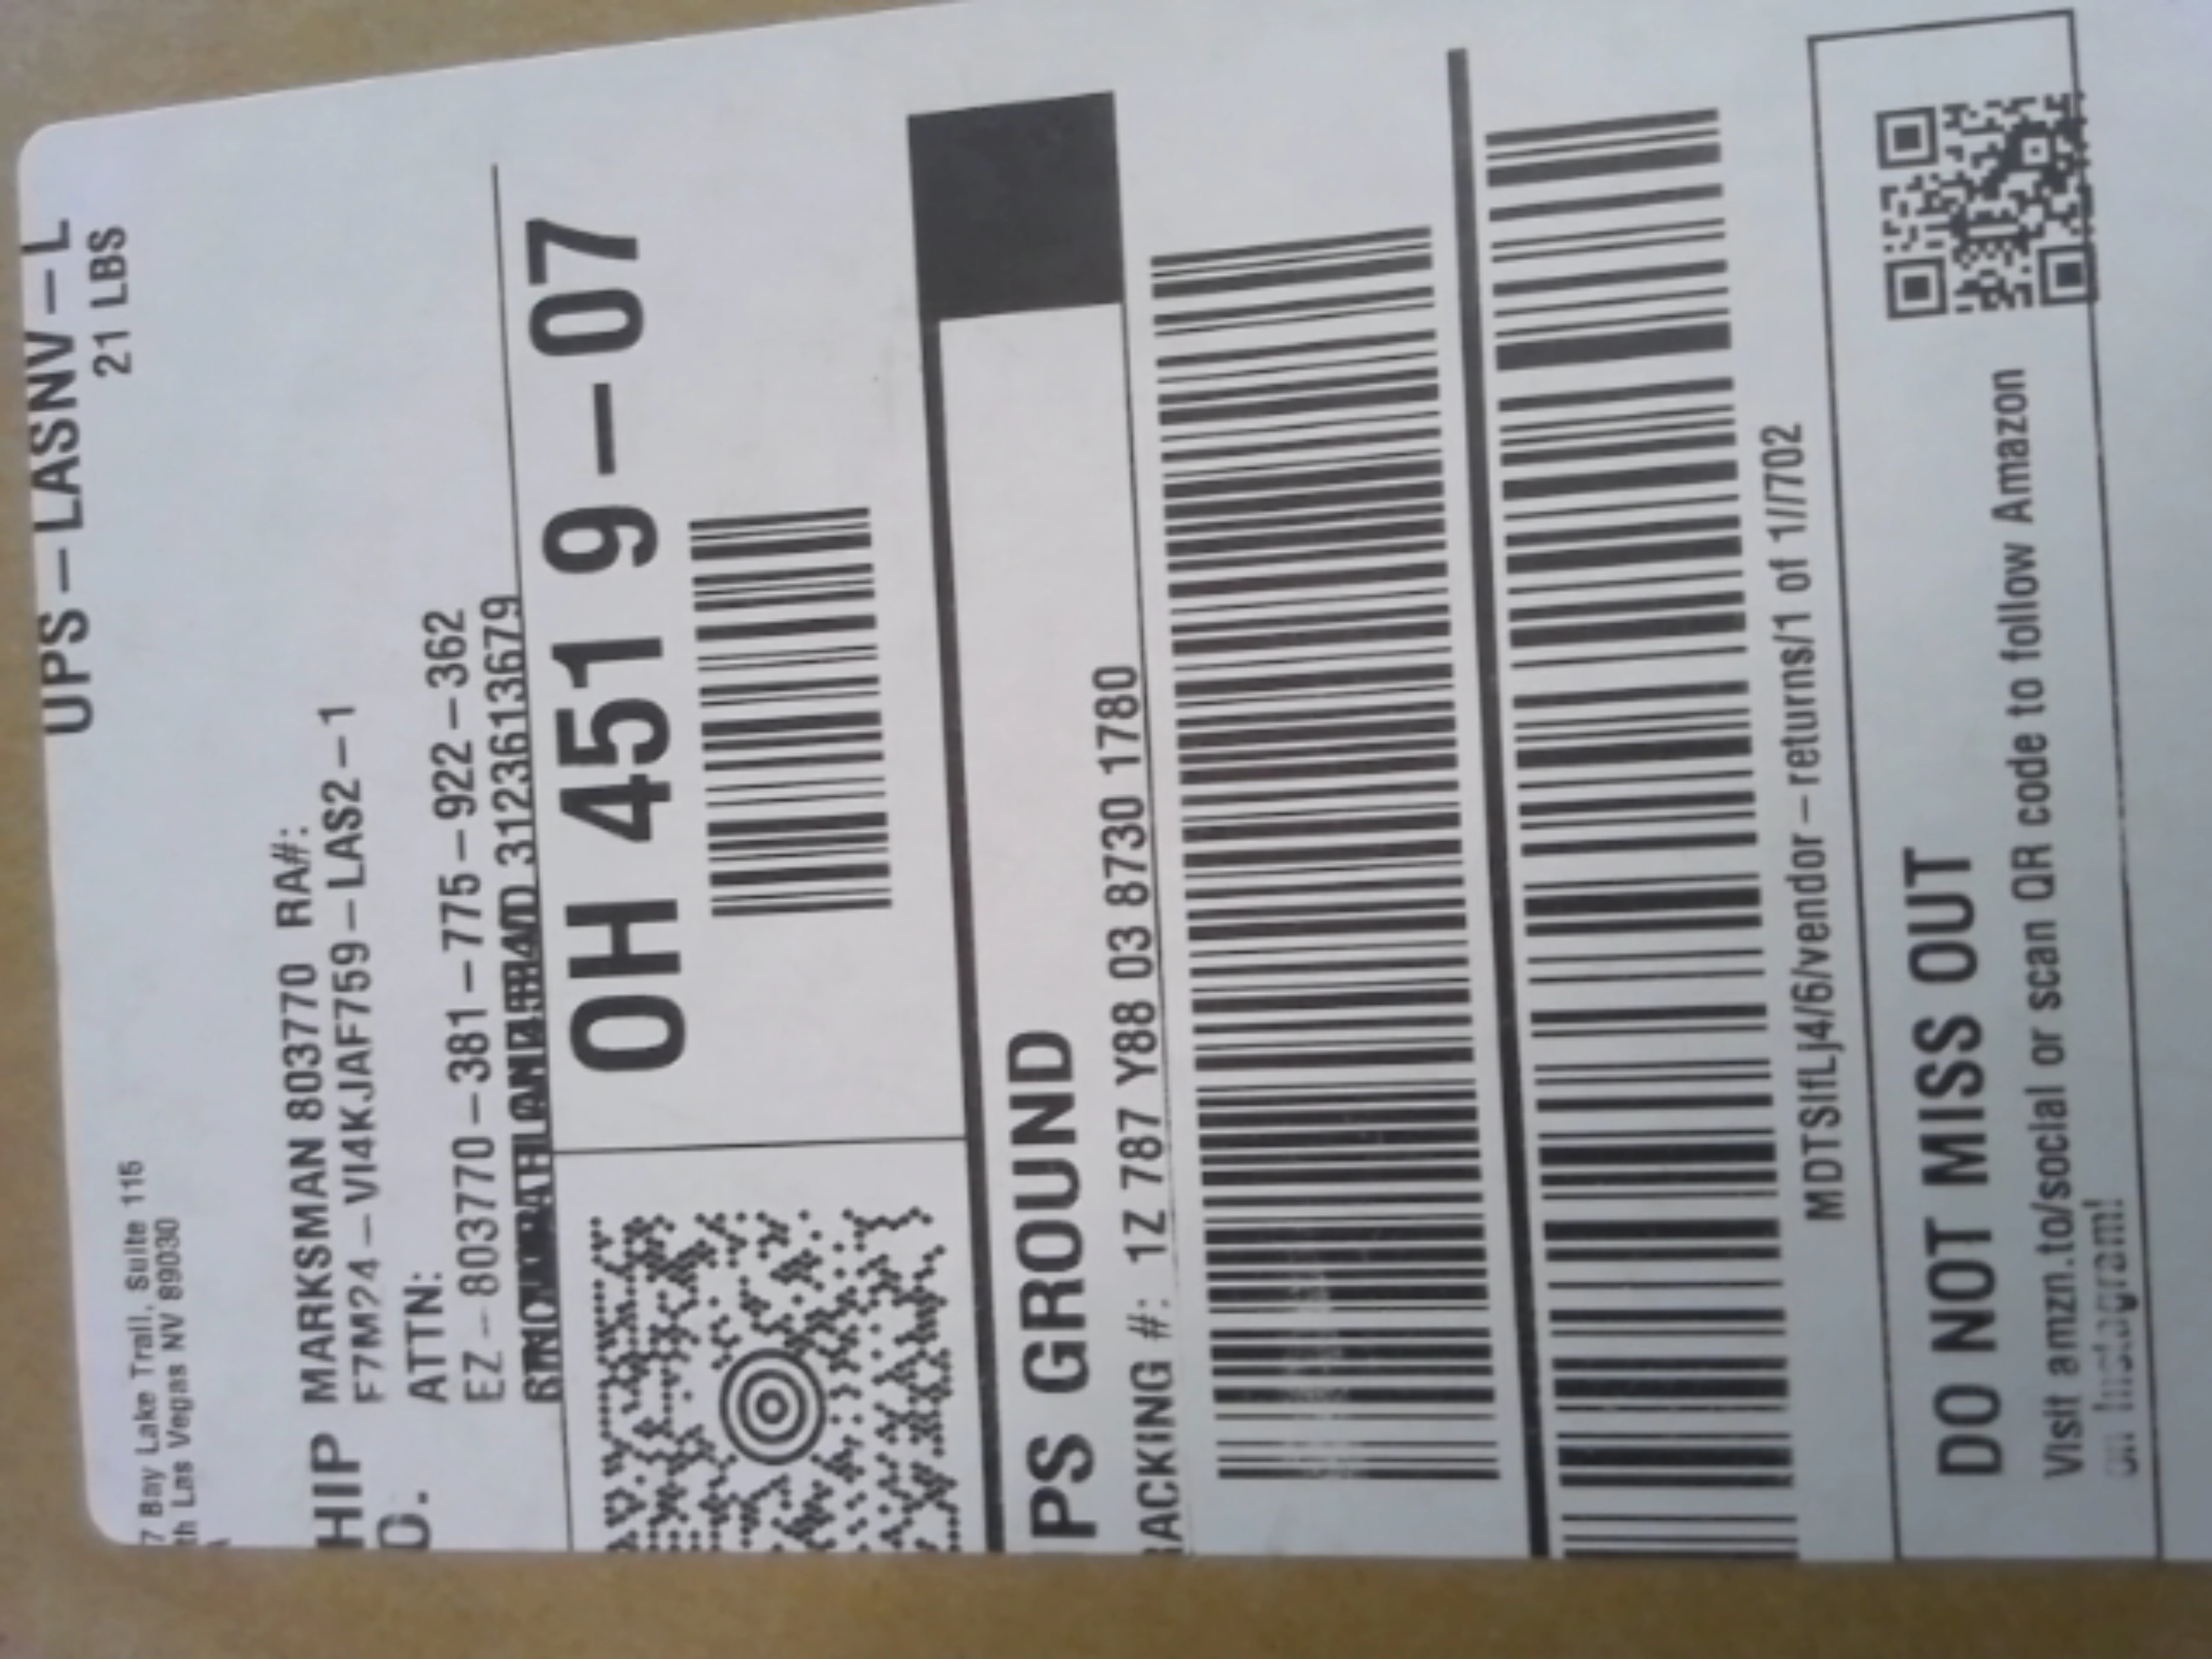 UPS-LASNV-L
21 LBS
7 Bay Lake Trail, Suite 115
th Las Vegas NV 89030
HIP MARKSMAN 803770 RA#:
O. F7M24-VI4KJAF759-LAS2-1
ATTN:
EZ-803770-381-775-922-362
3123613679
OH 451 9-07
PS GROUND
ACKING #: 1Z 787 Y88 03 8730 1780
MDTSIfLj4/6/vendor-returns/1 of 1//702
DO NOT MISS OUT
Visit amzn.to/social or scan QR code to follow Amazon
on Instagram!